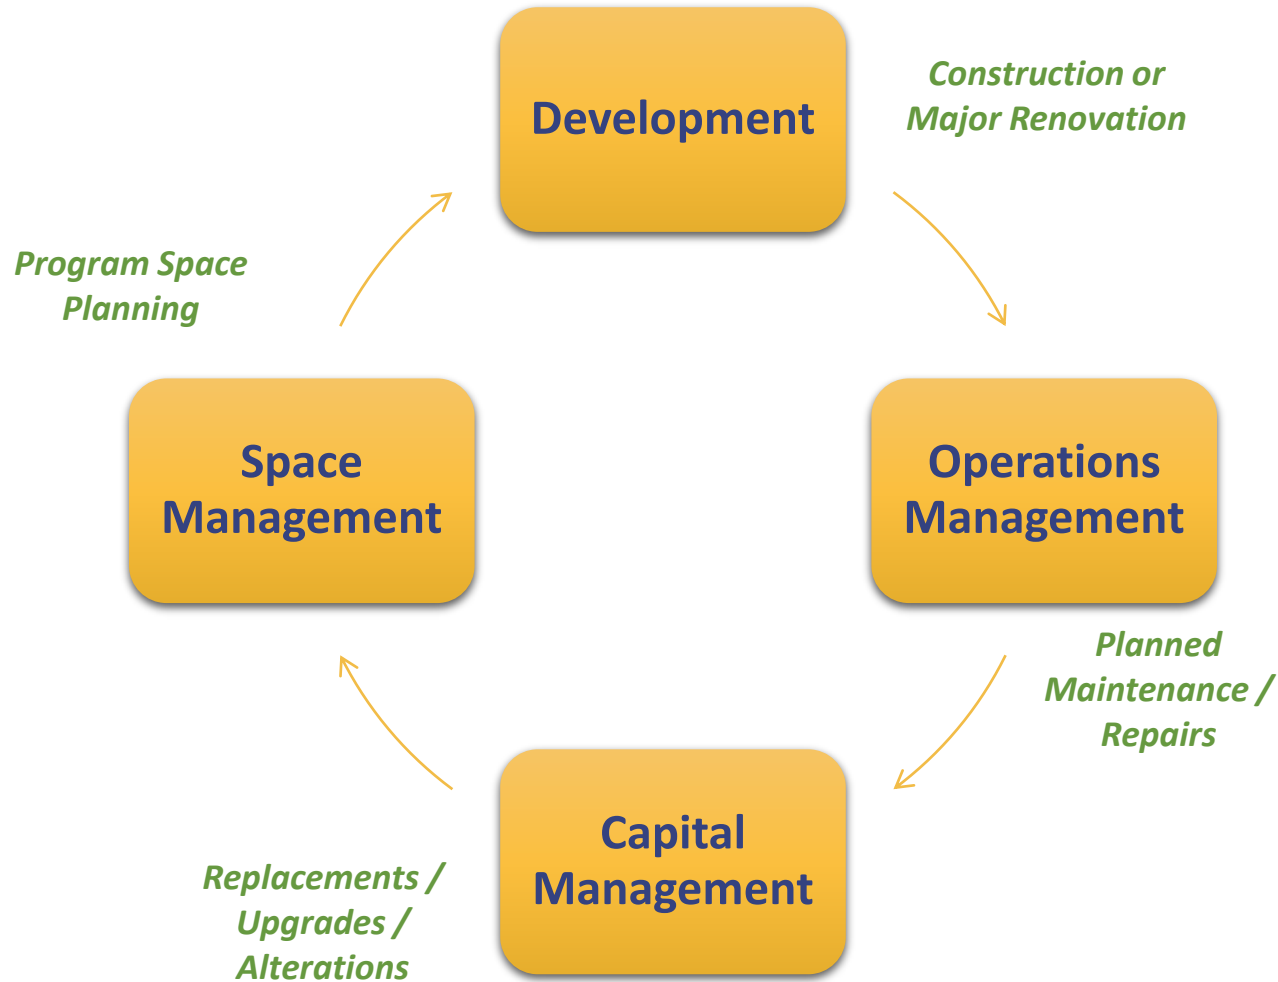 Development
Construction or
Major Renovation
Program Space
Planning
Space
Management
Operations
Management
Planned
Maintenance /
Repairs
Capital
Management
Replacements /
Upgrades /
Alterations